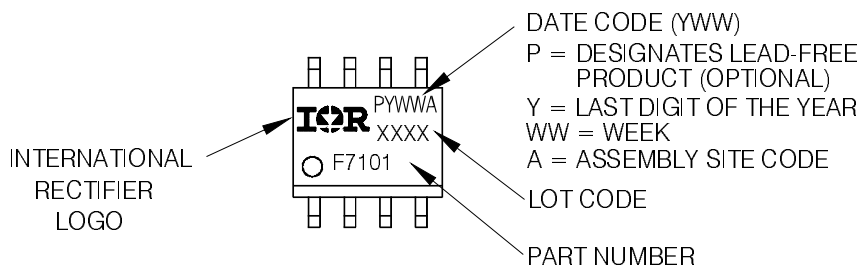 DATE CODE (YWW)
P = DESIGNATES LEAD-FREE
PRODUCT (OPTIONAL)
Y = LAST DIGIT OF THE YEAR
WW = WEEK
A = ASSEMBLY SITE CODE
LOT CODE
PART NUMBER
INTERNATIONAL
RECTIFIER
LOGO
IOR
PYWWA
XXXX
F7101